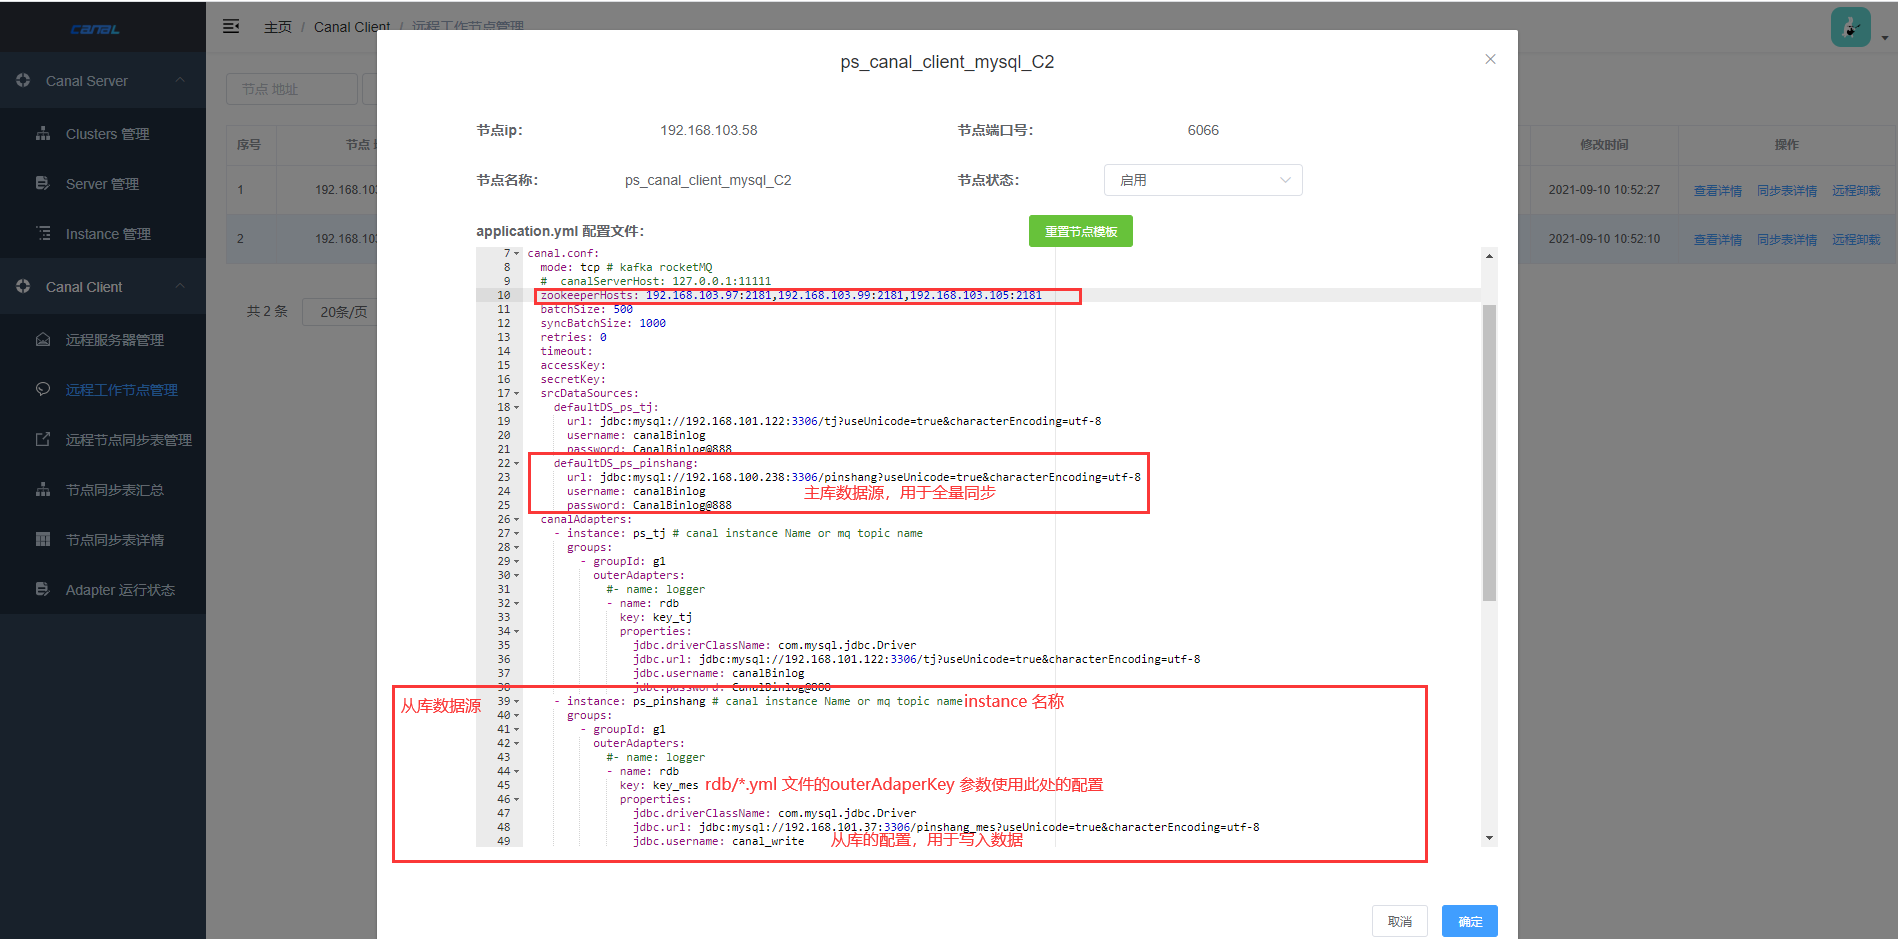 CANAL
主页 / Canal Client / 远程工作节点管理
Canal Server
Clusters 管理
Server 管理
Instance 管理
Canal Client
远程服务器管理
远程工作节点管理
远程节点同步表管理
节点同步表汇总
节点同步表详情
Adapter 运行状态
节点 地址
序号 节点 修改时间 操作
1 192.168.10 2021-09-10 10:52:27 查看详情 同步表详情 远程卸载
2 192.168.10 2021-09-10 10:52:10 查看详情 同步表详情 远程卸载
共 2 条 20条/页
ps_canal_client_mysql_C2
节点ip: 192.168.103.58 节点端口号: 6066
节点名称: ps_canal_client_mysql_C2 节点状态: 启用
application.yml 配置文件: 重置节点模板
7 canal.conf:
8 mode: tcp # kafka rocketMQ
9 # canalServerHost: 127.0.0.1:11111
10 zookeeperHosts: 192.168.103.97:2181,192.168.103.99:2181,192.168.103.105:2181
11 batchSize: 500
12 syncBatchSize: 1000
13 retries: 0
14 timeout:
15 accessKey:
16 secretKey:
17 srcDataSources:
18 defaultDS_ps_tj:
19 url: jdbc:mysql://192.168.101.122:3306/tj?useUnicode=true&characterEncoding=utf-8
20 username: canalBinlog
21 password: CanalBinlog@888
22 defaultDS_ps_pinshang:
23 url: jdbc:mysql://192.168.100.238:3306/pinshang?useUnicode=true&characterEncoding=utf-8
24 username: canalBinlog 主库数据源，用于全量同步
25 password: CanalBinlog@888
26 canalAdapters:
27 - instance: ps_tj # canal instance Name or mq topic name
28 groups:
29 - groupId: g1
30 outerAdapters:
31 #- name: logger
32 - name: rdb
33 key: key_tj
34 properties:
35 jdbc.driverClassName: com.mysql.jdbc.Driver
36 jdbc.url: jdbc:mysql://192.168.101.122:3306/tj?useUnicode=true&characterEncoding=utf-8
37 jdbc.username: canalBinlog
38 jdbc.password: CanalBinlog@888
从库数据源 39 - instance: ps_pinshang # canal instance Name or mq topic name instance 名称
40 groups:
41 - groupId: g1
42 outerAdapters:
43 #- name: logger
44 - name: rdb
45 key: key_mes rdb/*.yml 文件的outerAdaperKey 参数使用此处的配置
46 properties:
47 jdbc.driverClassName: com.mysql.jdbc.Driver
48 jdbc.url: jdbc:mysql://192.168.101.37:3306/pinshang_mes?useUnicode=true&characterEncoding=utf-8
49 jdbc.username: canal_write 从库的配置，用于写入数据
取消 确定